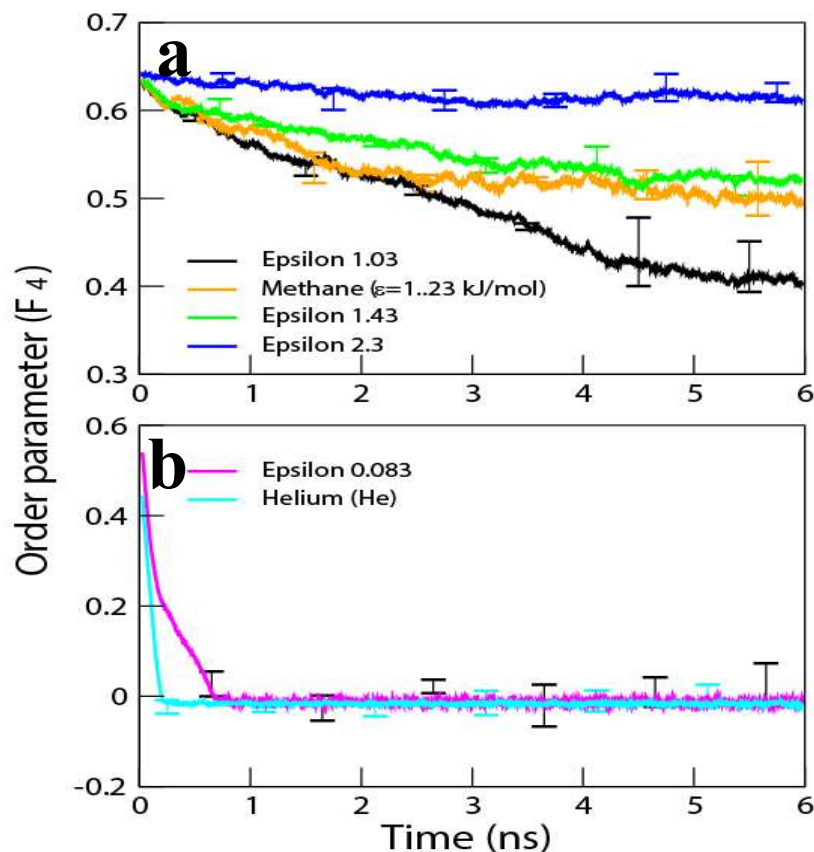 0.7
a
0.6
0.5
0.4
0.3
Epsilon 1.03
Methane (ε=1..23 kJ/mol)
Epsilon 1.43
Epsilon 2.3
0 1 2 3 4 5 6
Order parameter (F 4)
0.6
b
0.4
0.2
0
-0.2
Epsilon 0.083
Helium (He)
0 1 2 3 4 5 6
Time (ns)